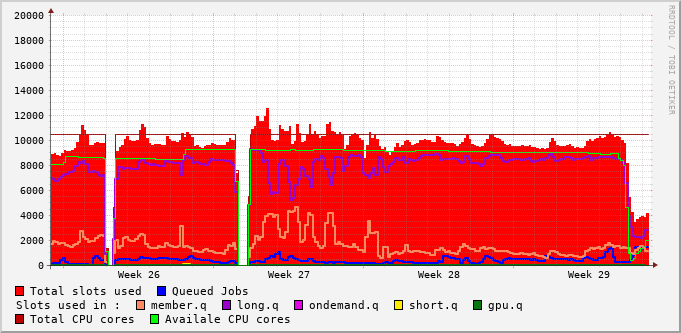 20000
18000
16000
14000
12000
10000
8000
6000
4000
2000
0
Week 26 Week 27 Week 28 Week 29
Total slots used Queued Jobs
Slots used in : member.q long.q ondemand.q short.q gpu.q
Total CPU cores Availale CPU cores
RRDTOOL / TOBI OETIKER